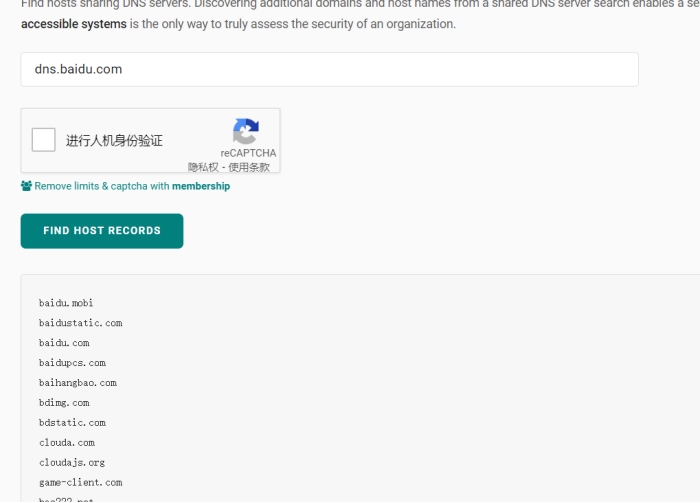 Find hosts sharing DNS servers. Discovering additional domains and host names from a shared DNS server search enables a se
accessible systems is the only way to truly assess the security of an organization.
dns.baidu.com
进行人机身份验证
reCAPTCHA
隐私权 - 使用条款
Remove limits & captcha with membership
FIND HOST RECORDS
baidu.mobi
baidustatic.com
baidu.com
baidupcs.com
baihangbao.com
bdimg.com
bdstatic.com
clouda.com
cloudajs.org
game-client.com
hao222.net